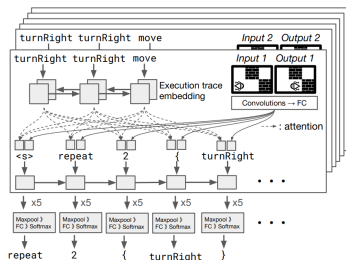 turnRight turnRight move
Input 2 Output 2
turnRight turnRight move
Input 1 Output 1
Execution trace
embedding
Convolutions → FC
: attention
<s> repeat 2 { turnRight
• • •
x5 x5 x5 x5 x5
Maxpool 》 Maxpool 》 Maxpool 》 Maxpool 》 Maxpool 》
FC 》 Softmax FC 》 Softmax FC 》 Softmax FC 》 Softmax FC 》 Softmax
• • •
repeat 2 { turnRight }